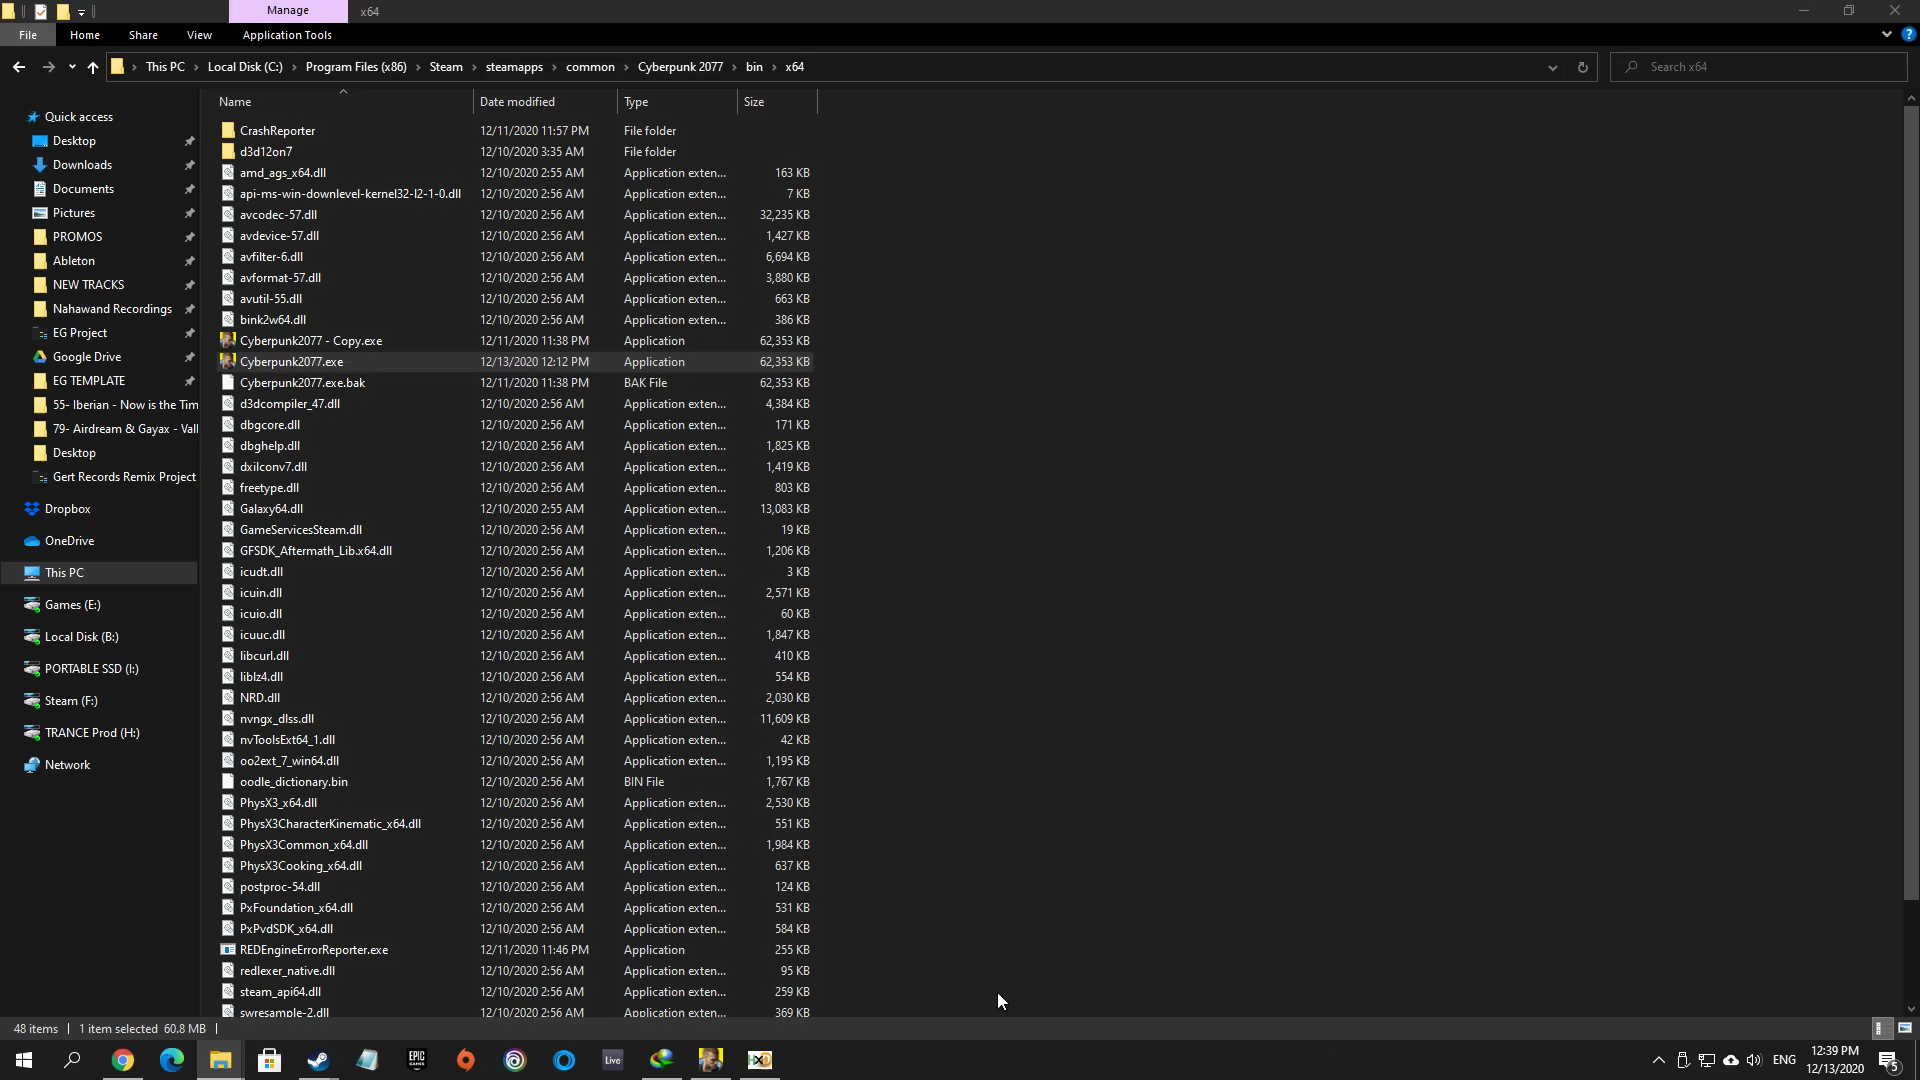 Manage x64
File Home Share View Application Tools
This PC Local Disk (C:) Program Files (x86) Steam steamapps common Cyberpunk 2077 bin x64 Search x64
Name Date modified Type Size
Quick access
Desktop
Downloads
Documents
Pictures
PROMOS
Ableton
NEW TRACKS
Nahawand Recordings
EG Project
Google Drive
EG TEMPLATE
55- Iberian - Now is the Tim
79- Airdream & Gayax - Vall
Desktop
Gert Records Remix Project
Dropbox
OneDrive
This PC
Games (E:)
Local Disk (B:)
PORTABLE SSD (I:)
Steam (F:)
TRANCE Prod (H:)
Network
CrashReporter 12/11/2020 11:57 PM File folder
d3d12on7 12/10/2020 3:35 AM File folder
amd_ags_x64.dll 12/10/2020 2:55 AM Application exten... 163 KB
api-ms-win-downlevel-kernel32-l2-1-0.dll 12/10/2020 2:56 AM Application exten... 7 KB
avcodec-57.dll 12/10/2020 2:56 AM Application exten... 32,235 KB
avdevice-57.dll 12/10/2020 2:56 AM Application exten... 1,427 KB
avfilter-6.dll 12/10/2020 2:56 AM Application exten... 6,694 KB
avformat-57.dll 12/10/2020 2:56 AM Application exten... 3,880 KB
avutil-55.dll 12/10/2020 2:56 AM Application exten... 663 KB
bink2w64.dll 12/10/2020 2:56 AM Application exten... 386 KB
Cyberpunk2077 - Copy.exe 12/11/2020 11:38 PM Application 62,353 KB
Cyberpunk2077.exe 12/13/2020 12:12 PM Application 62,353 KB
Cyberpunk2077.exe.bak 12/11/2020 11:38 PM BAK File 62,353 KB
d3dcompiler_47.dll 12/10/2020 2:56 AM Application exten... 4,384 KB
dbgcore.dll 12/10/2020 2:56 AM Application exten... 171 KB
dbghelp.dll 12/10/2020 2:56 AM Application exten... 1,825 KB
dxilconv7.dll 12/10/2020 2:56 AM Application exten... 1,419 KB
freetype.dll 12/10/2020 2:56 AM Application exten... 803 KB
Galaxy64.dll 12/10/2020 2:55 AM Application exten... 13,083 KB
GameServicesSteam.dll 12/10/2020 2:56 AM Application exten... 19 KB
GFSDK_Aftermath_Lib.x64.dll 12/10/2020 2:56 AM Application exten... 1,206 KB
icudt.dll 12/10/2020 2:56 AM Application exten... 3 KB
icuin.dll 12/10/2020 2:56 AM Application exten... 2,571 KB
icuio.dll 12/10/2020 2:56 AM Application exten... 60 KB
icuuc.dll 12/10/2020 2:56 AM Application exten... 1,847 KB
libcurl.dll 12/10/2020 2:56 AM Application exten... 410 KB
liblz4.dll 12/10/2020 2:56 AM Application exten... 554 KB
NRD.dll 12/10/2020 2:56 AM Application exten... 2,030 KB
nvngx_dlss.dll 12/10/2020 2:56 AM Application exten... 11,609 KB
nvToolsExt64_1.dll 12/10/2020 2:56 AM Application exten... 42 KB
oo2ext_7_win64.dll 12/10/2020 2:56 AM Application exten... 1,195 KB
oodle_dictionary.bin 12/10/2020 2:56 AM BIN File 1,767 KB
PhysX3_x64.dll 12/10/2020 2:56 AM Application exten... 2,530 KB
PhysX3CharacterKinematic_x64.dll 12/10/2020 2:56 AM Application exten... 551 KB
PhysX3Common_x64.dll 12/10/2020 2:56 AM Application exten... 1,984 KB
PhysX3Cooking_x64.dll 12/10/2020 2:56 AM Application exten... 637 KB
postproc-54.dll 12/10/2020 2:56 AM Application exten... 124 KB
PxFoundation_x64.dll 12/10/2020 2:56 AM Application exten... 531 KB
PxPvdSDK_x64.dll 12/10/2020 2:56 AM Application exten... 584 KB
REDEngineErrorReporter.exe 12/11/2020 11:46 PM Application 255 KB
redlexer_native.dll 12/10/2020 2:56 AM Application exten... 95 KB
steam_api64.dll 12/10/2020 2:56 AM Application exten... 259 KB
swresample-2.dll 12/10/2020 2:56 AM Application exten... 369 KB
48 items 1 item selected 60.8 MB
EPIC GAMES Live HXD ENG 12:39 PM
12/13/2020 5